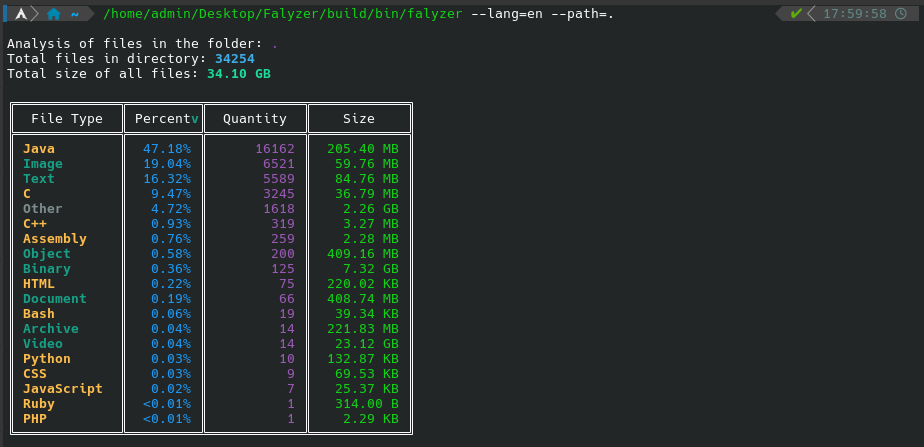 ~ /home/admin/Desktop/Falyzer/build/bin/falyzer --lang=en --path=. ✔ 17:59:58
Analysis of files in the folder: .
Total files in directory: 34254
Total size of all files: 34.10 GB
File Type Percentv Quantity Size
Java 47.18% 16162 205.40 MB
Image 19.04% 6521 59.76 MB
Text 16.32% 5589 84.76 MB
C 9.47% 3245 36.79 MB
Other 4.72% 1618 2.26 GB
C++ 0.93% 319 3.27 MB
Assembly 0.76% 259 2.28 MB
Object 0.58% 200 409.16 MB
Binary 0.36% 125 7.32 GB
HTML 0.22% 75 220.02 KB
Document 0.19% 66 408.74 MB
Bash 0.06% 19 39.34 KB
Archive 0.04% 14 221.83 MB
Video 0.04% 14 23.12 GB
Python 0.03% 10 132.87 KB
CSS 0.03% 9 69.53 KB
JavaScript 0.02% 7 25.37 KB
Ruby <0.01% 1 314.00 B
PHP <0.01% 1 2.29 KB